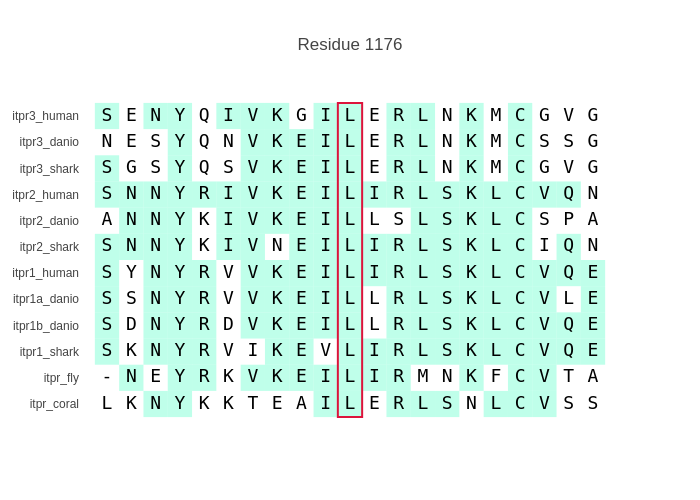 Residue 1176
itpr3_human S E N Y Q I V K G I L E R L N K M C G V G
itpr3_danio N E S Y Q N V K E I L E R L N K M C S S G
itpr3_shark S G S Y Q S V K E I L E R L N K M C G V G
itpr2_human S N N Y R I V K E I L I R L S K L C V Q N
itpr2_danio A N N Y K I V K E I L L S L S K L C S P A
itpr2_shark S N N Y K I V N E I L I R L S K L C I Q N
itpr1_human S Y N Y R V V K E I L I R L S K L C V Q E
itpr1a_danio S S N Y R V V K E I L L R L S K L C V L E
itpr1b_danio S D N Y R D V K E I L L R L S K L C V Q E
itpr1_shark S K N Y R V I K E V L I R L S K L C V Q E
itpr_fly - N E Y R K V K E I L I R M N K F C V T A
itpr_coral L K N Y K K T E A I L E R L S N L C V S S